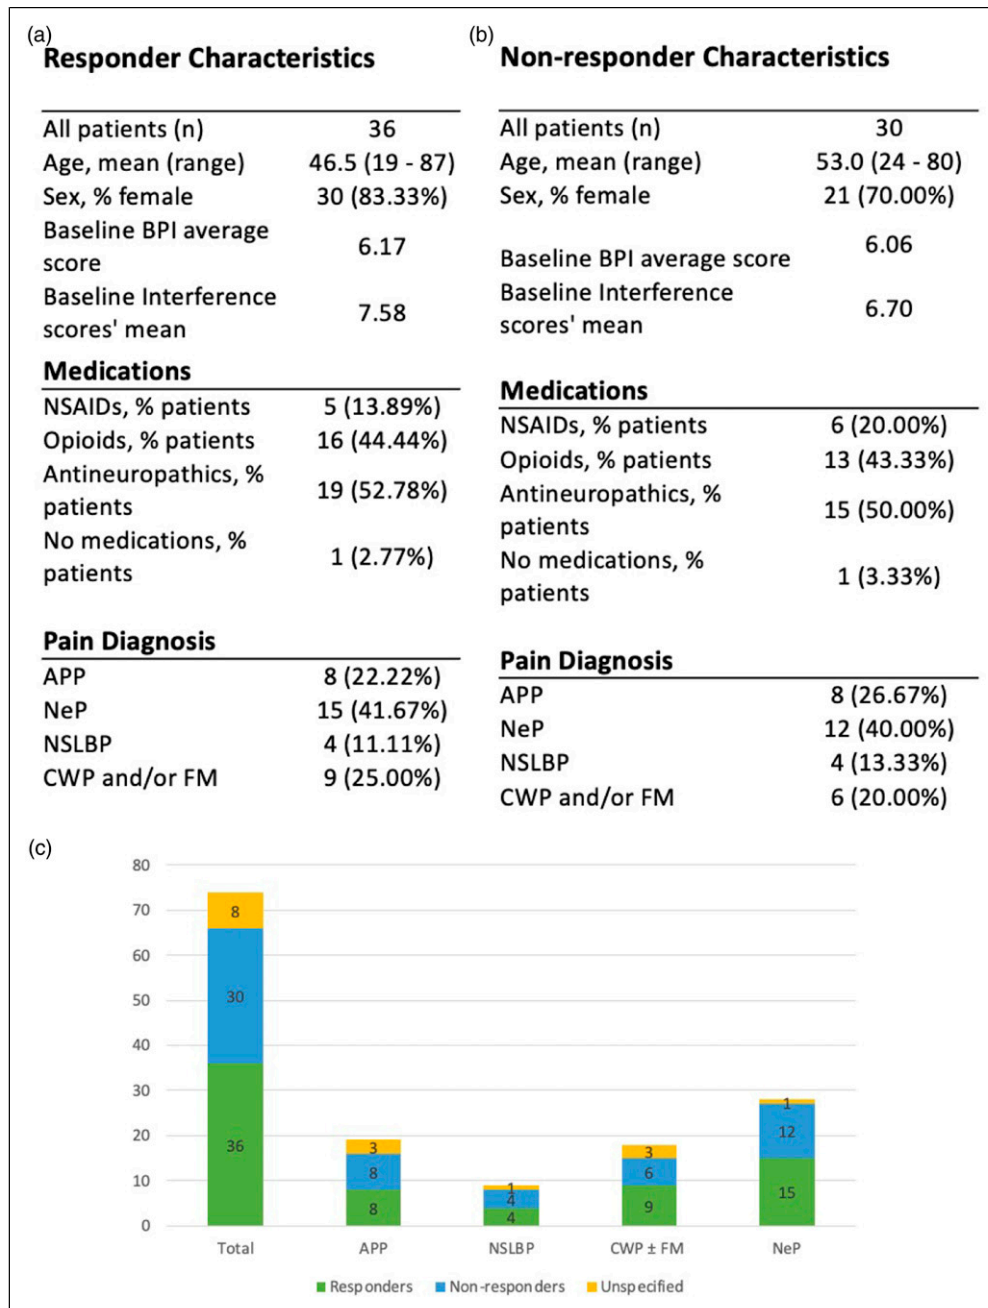 (a)
Responder Characteristics
All patients (n) 36
Age, mean (range) 46.5 (19 - 87)
Sex, % female 30 (83.33%)
Baseline BPI average
score 6.17
Baseline Interference
scores' mean 7.58
Medications
NSAIDs, % patients 5 (13.89%)
Opioids, % patients 16 (44.44%)
Antineuropathics, %
patients 19 (52.78%)
No medications, %
patients 1 (2.77%)
Pain Diagnosis
APP 8 (22.22%)
NeP 15 (41.67%)
NSLBP 4 (11.11%)
CWP and/or FM 9 (25.00%)
(b)
Non-responder Characteristics
All patients (n) 30
Age, mean (range) 53.0 (24 - 80)
Sex, % female 21 (70.00%)
Baseline BPI average score 6.06
Baseline Interference
scores' mean 6.70
Medications
NSAIDs, % patients 6 (20.00%)
Opioids, % patients 13 (43.33%)
Antineuropathics, %
patients 15 (50.00%)
No medications, %
patients 1 (3.33%)
Pain Diagnosis
APP 8 (26.67%)
NeP 12 (40.00%)
NSLBP 4 (13.33%)
CWP and/or FM 6 (20.00%)
(c)
80
70
60
50
40
30
20
10
0
8
30
36
3
8
8
1
4
4
3
6
9
1
12
15
Total APP NSLBP CWP ± FM NeP
Responders Non-responders Unspecified